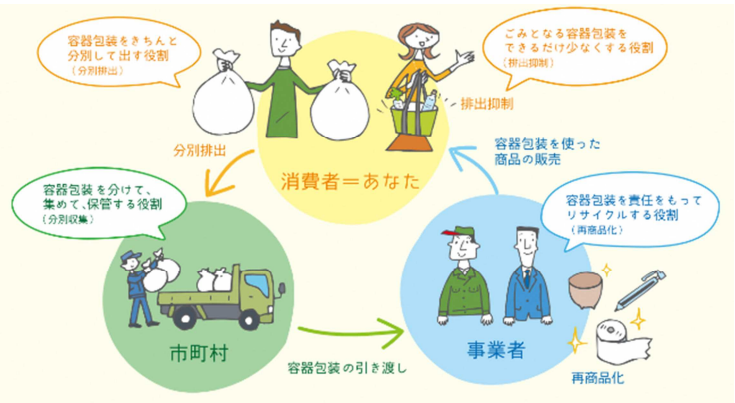 容器包装をきちんと
分別して出す役割
(分別排出)
ごみとなる容器包装を
できるだけ少なくする役割
(排出抑制)
排出抑制
分別排出
消費者=あなた
容器包装を使った
商品の販売
容器包装を分けて、
集めて、保管する役割
(分別収集)
容器包装を責任をもって
リサイクルする役割
(再商品化)
市町村
容器包装の引き渡し
事業者
再商品化